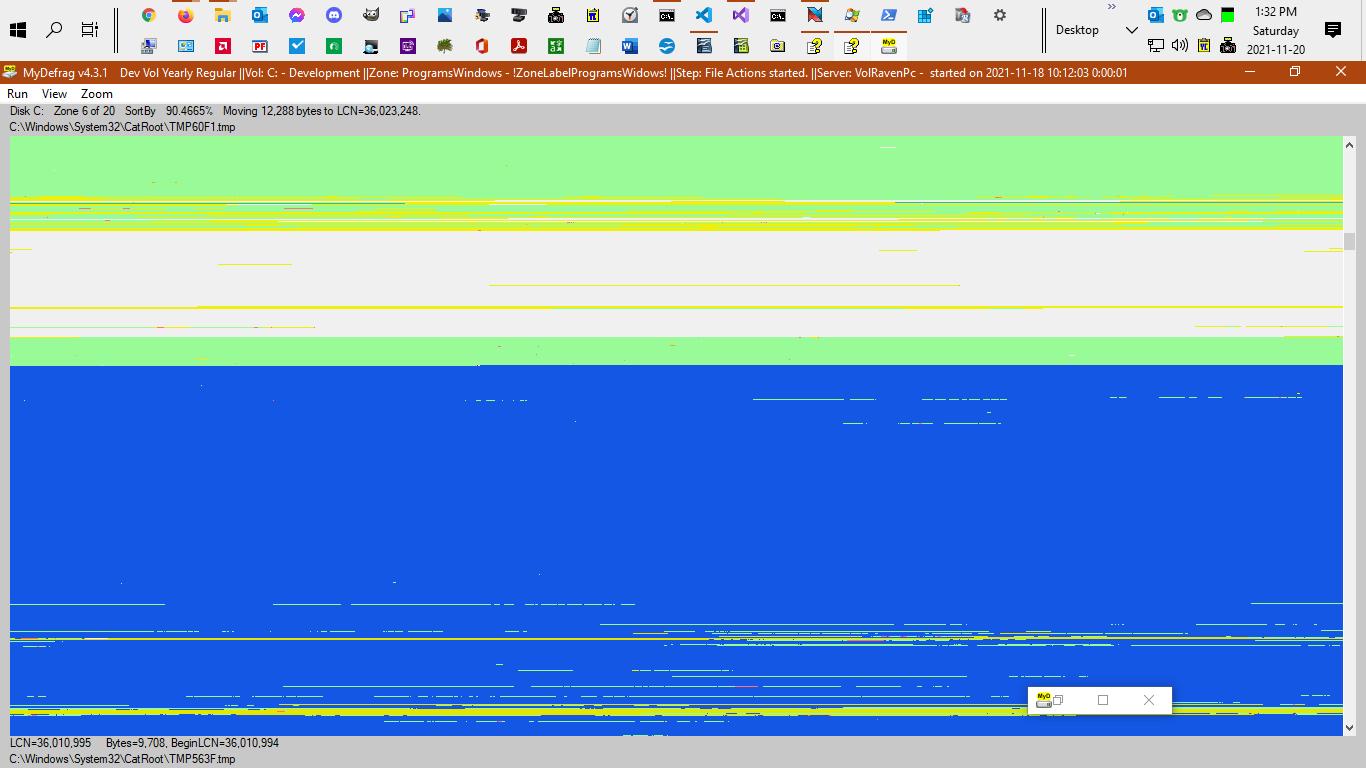 1:32 PM
Desktop
Saturday
2021-11-20
MyDefrag v4.3.1 Dev Vol Yearly Regular ||Vol: C: - Development ||Zone: ProgramsWindows - !ZoneLabelProgramsWidows! ||Step: File Actions started. ||Server: VolRavenPc - started on 2021-11-18 10:12:03 0:00:01
Run View Zoom
Disk C: Zone 6 of 20 SortBy 90.4665% Moving 12,288 bytes to LCN=36,023,248.
C:\Windows\System32\CatRoot\TMP60F1.tmp
MyD
LCN=36,010,995 Bytes=9,708, BeginLCN=36,010,994
C:\Windows\System32\CatRoot\TMP563F.tmp